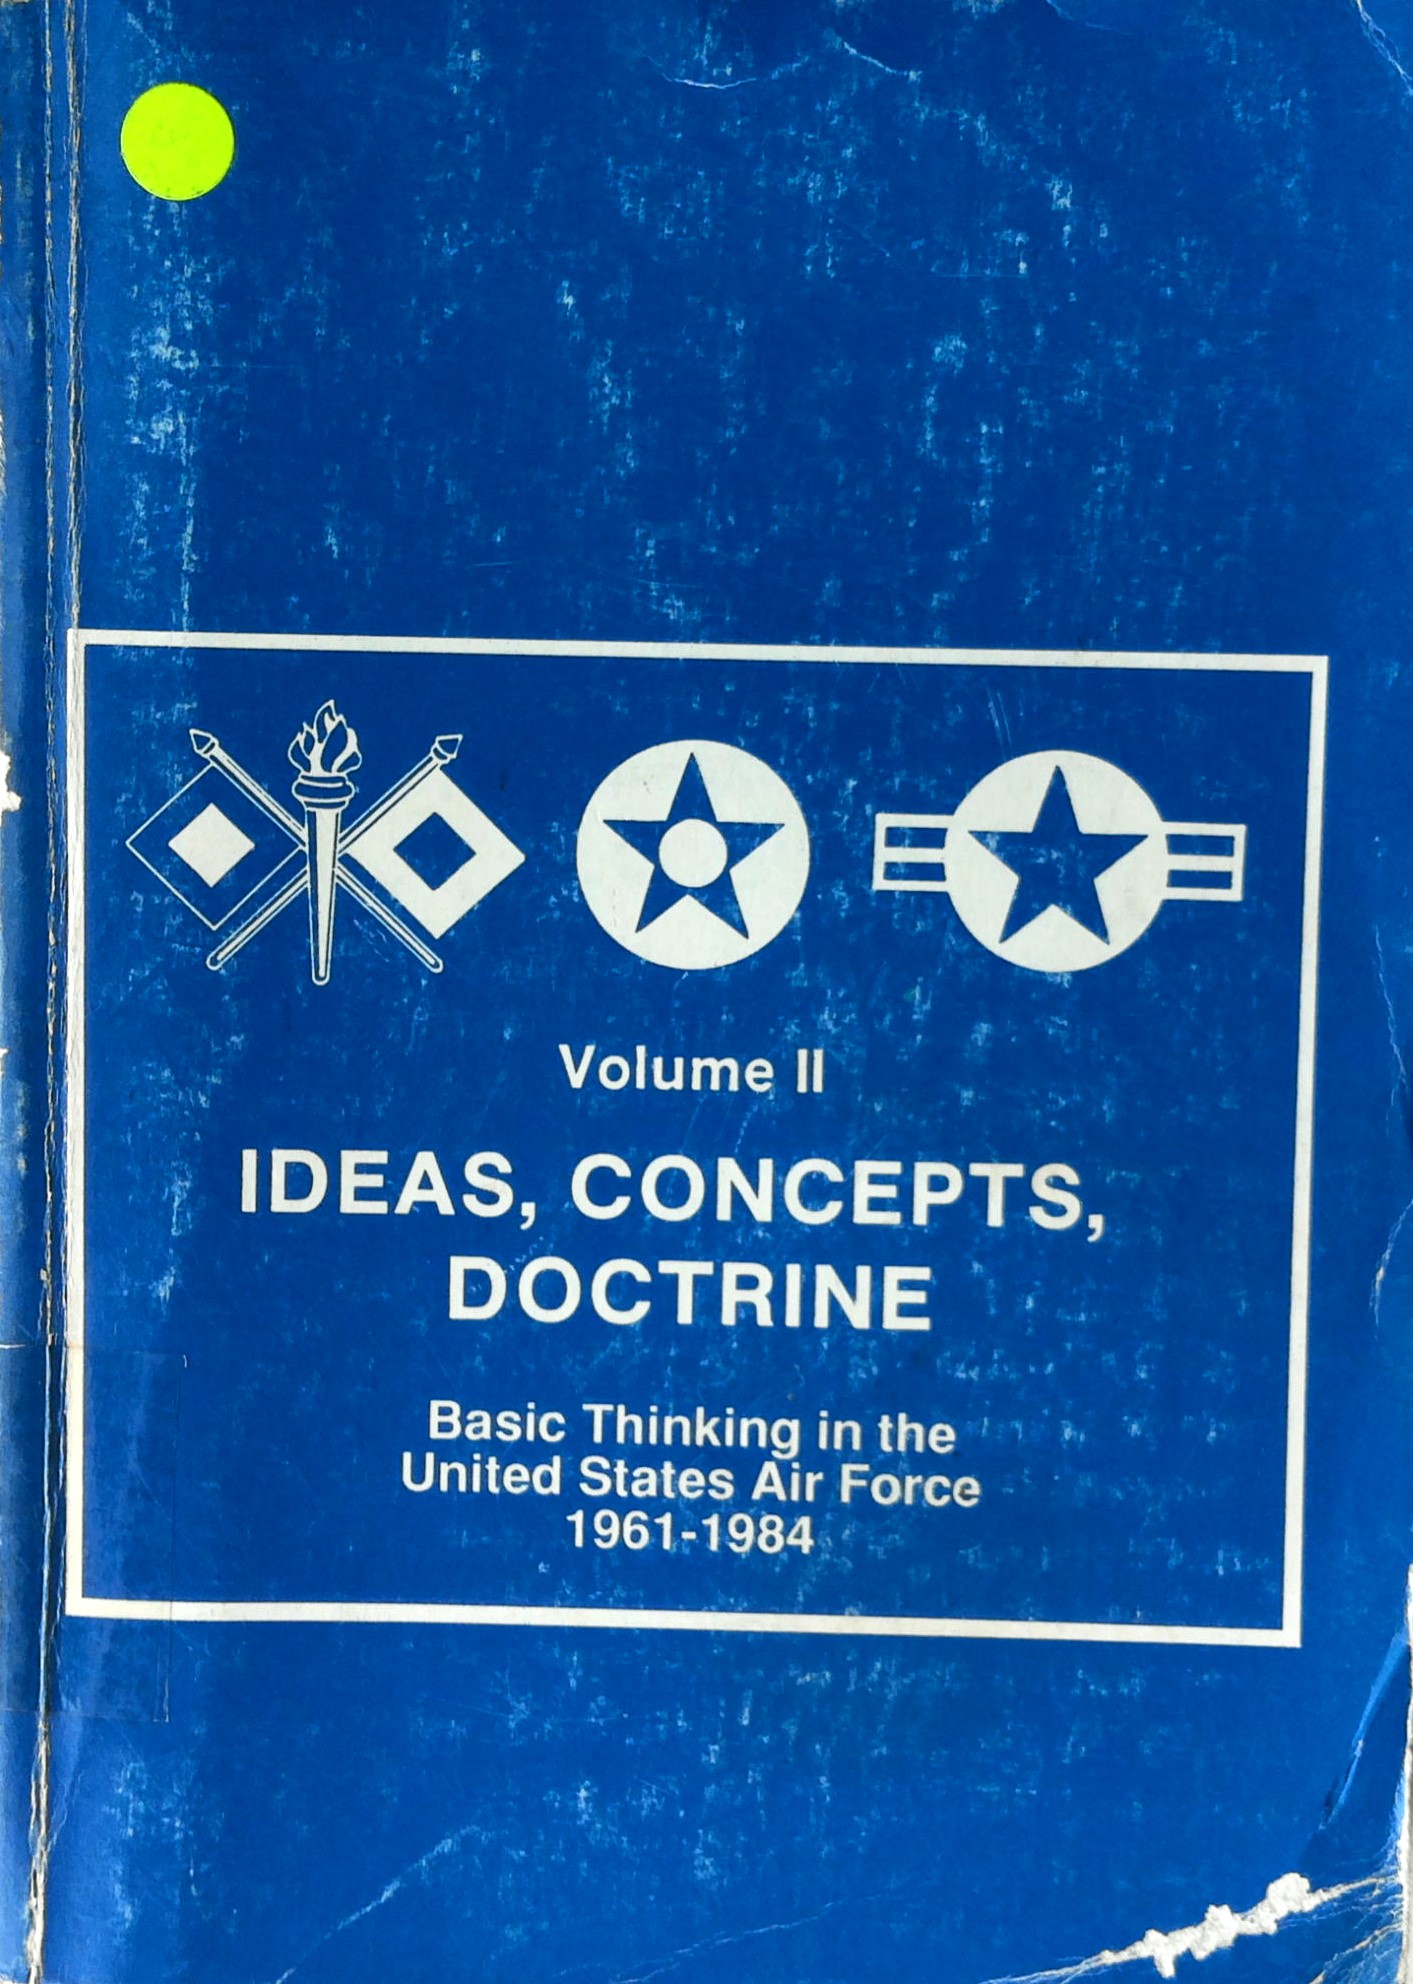 Volume II
IDEAS, CONCEPTS,
DOCTRINE
Basic Thinking in the
United States Air Force
1961-1984